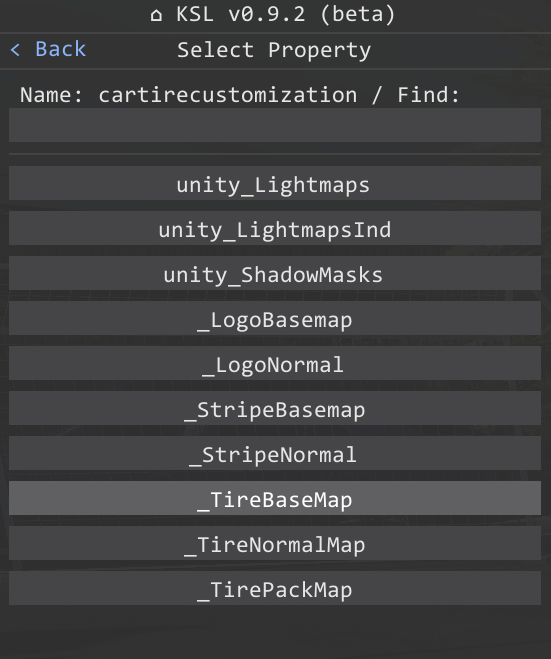 ⌂ KSL v0.9.2 (beta)
< Back Select Property
Name: cartirecustomization / Find:
unity_Lightmaps
unity_LightmapsInd
unity_ShadowMasks
_LogoBasemap
_LogoNormal
_StripeBasemap
_StripeNormal
_TireBaseMap
_TireNormalMap
_TirePackMap